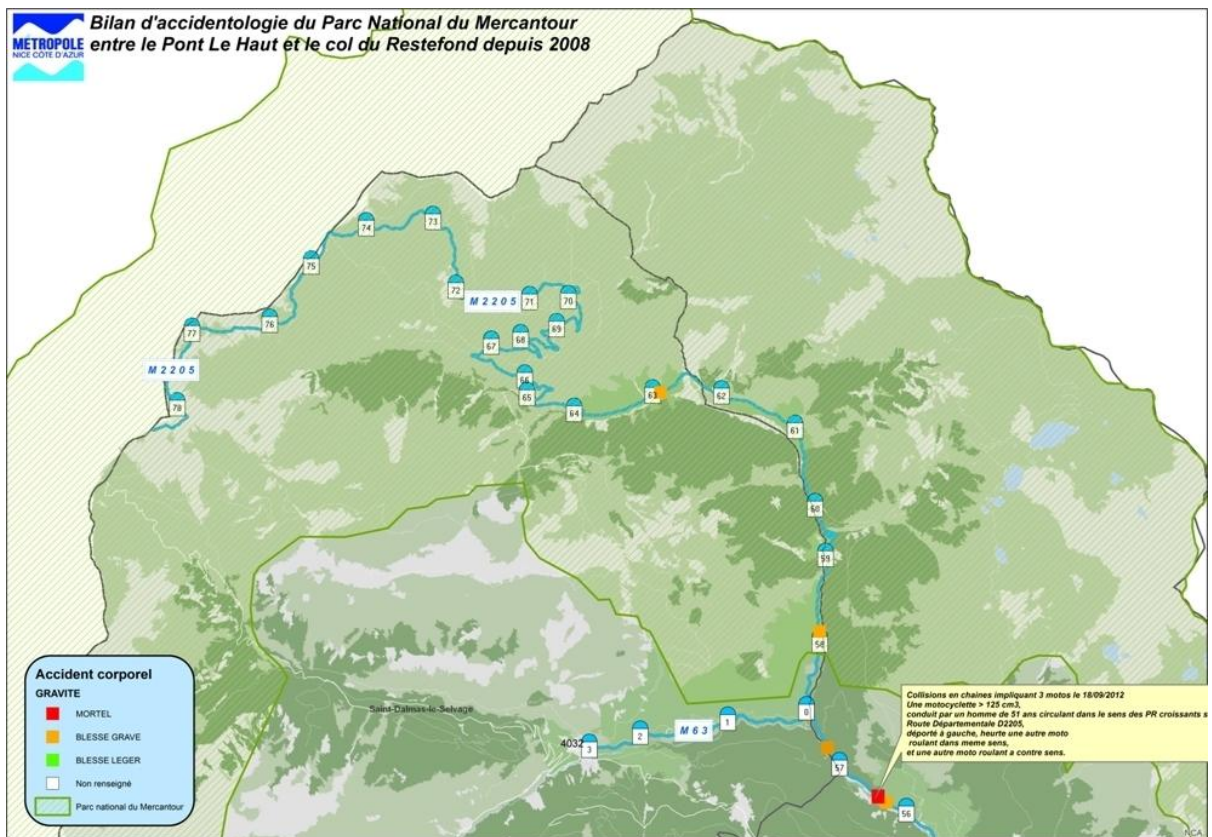 Bilan d'accidentologie du Parc National du Mercantour
entre le Pont Le Haut et le col du Restefond depuis 2008
MÉTROPOLE
NICE CÔTE D'AZUR
73
74
75
72
71
70
M2205
76
69
77
68
67
M2205
66
63
62
65
78
64
61
60
59
58
Saint-Dalmas-le-Selvage
0
1
M63
2
4032
3
57
56
Collisions en chaines impliquant 3 motos le 18/09/2012
Une motocyclette > 125 cm3,
conduit par un homme de 51 ans circulant dans le sens des PR croissants s
Route Départementale D2205,
déporté à gauche, heurte une autre moto
roulant dans meme sens,
et une autre moto roulant a contre sens.
Accident corporel
GRAVITE
MORTEL
BLESSE GRAVE
BLESSE LEGER
Non renseigné
Parc national du Mercantour
NCA